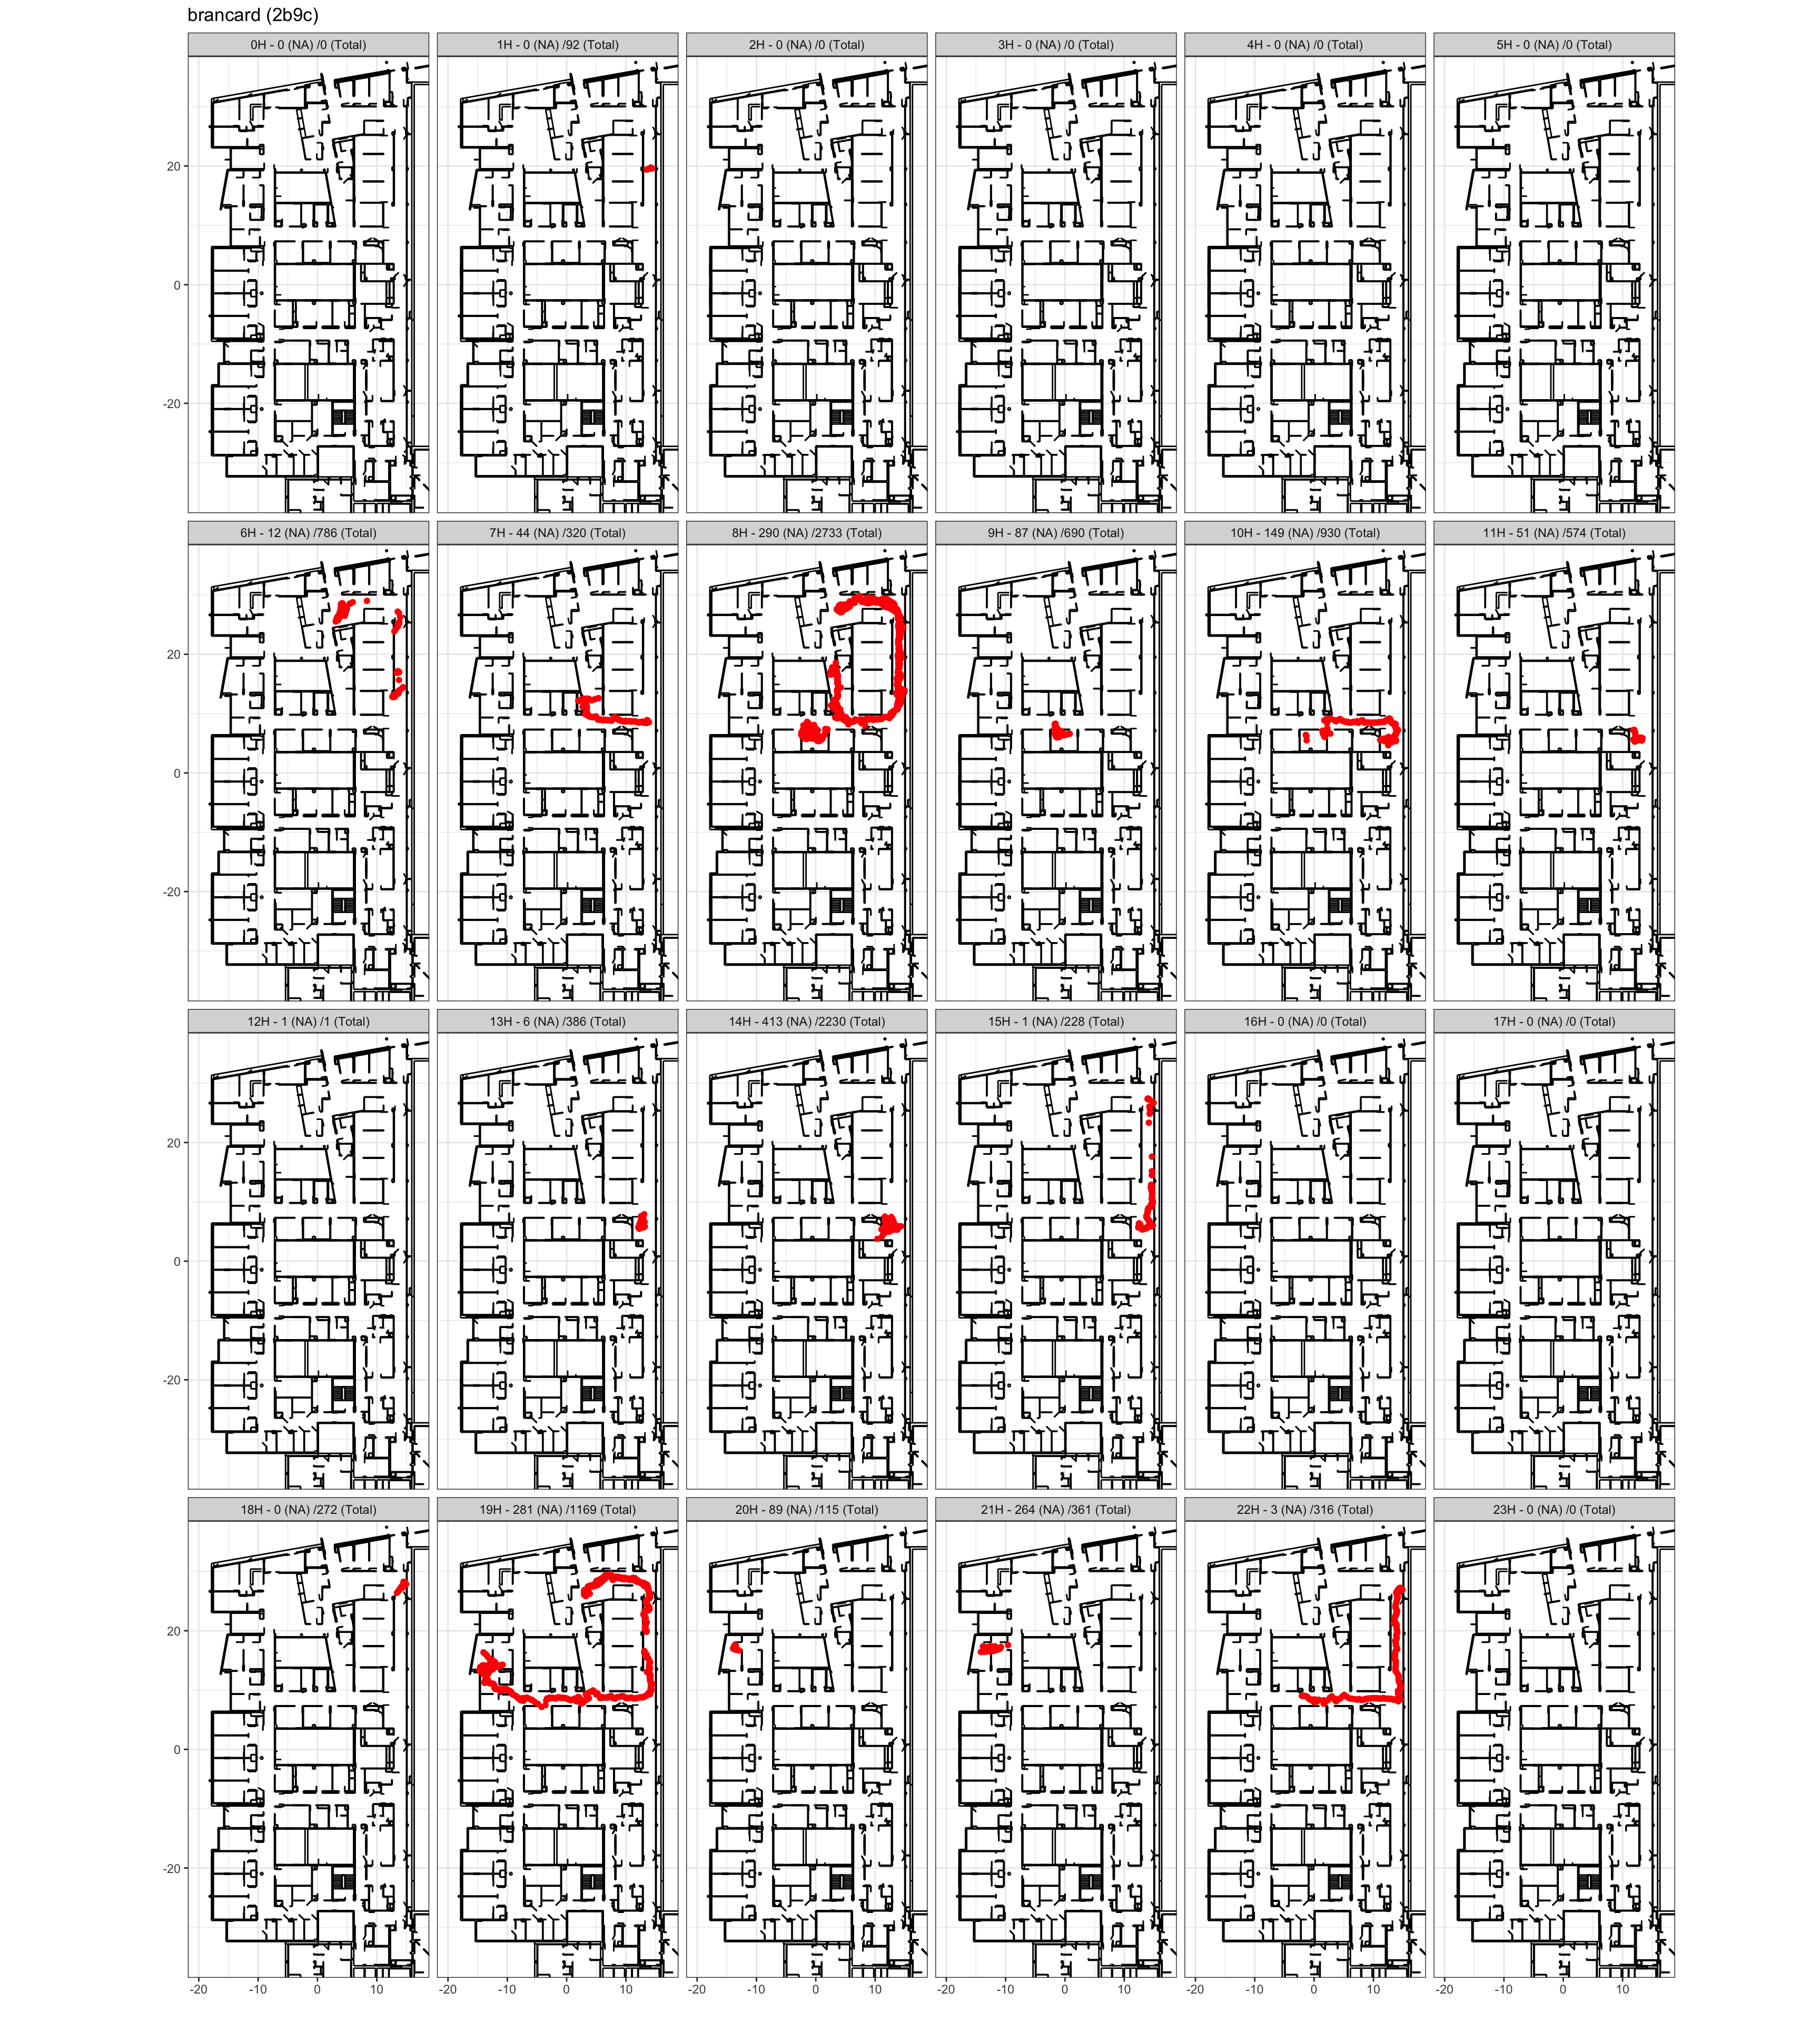 brancard (2b9c)
0H - 0 (NA) /0 (Total) 1H - 0 (NA) /92 (Total) 2H - 0 (NA) /0 (Total) 3H - 0 (NA) /0 (Total) 4H - 0 (NA) /0 (Total) 5H - 0 (NA) /0 (Total)
20
0
-20
6H - 12 (NA) /786 (Total) 7H - 44 (NA) /320 (Total) 8H - 290 (NA) /2733 (Total) 9H - 87 (NA) /690 (Total) 10H - 149 (NA) /930 (Total) 11H - 51 (NA) /574 (Total)
20
0
-20
12H - 1 (NA) /1 (Total) 13H - 6 (NA) /386 (Total) 14H - 413 (NA) /2230 (Total) 15H - 1 (NA) /228 (Total) 16H - 0 (NA) /0 (Total) 17H - 0 (NA) /0 (Total)
20
0
-20
18H - 0 (NA) /272 (Total) 19H - 281 (NA) /1169 (Total) 20H - 89 (NA) /115 (Total) 21H - 264 (NA) /361 (Total) 22H - 3 (NA) /316 (Total) 23H - 0 (NA) /0 (Total)
20
0
-20
-20 -10 0 10 -20 -10 0 10 -20 -10 0 10 -20 -10 0 10 -20 -10 0 10 -20 -10 0 10